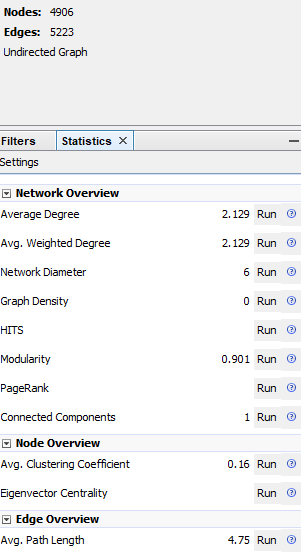 Nodes: 4906
Edges: 5223
Undirected Graph
Filters Statistics X
Settings
Network Overview
Average Degree 2.129 Run ?
Avg. Weighted Degree 2.129 Run ?
Network Diameter 6 Run ?
Graph Density 0 Run ?
HITS Run ?
Modularity 0.901 Run ?
PageRank Run ?
Connected Components 1 Run ?
Node Overview
Avg. Clustering Coefficient 0.16 Run ?
Eigenvector Centrality Run ?
Edge Overview
Avg. Path Length 4.75 Run ?